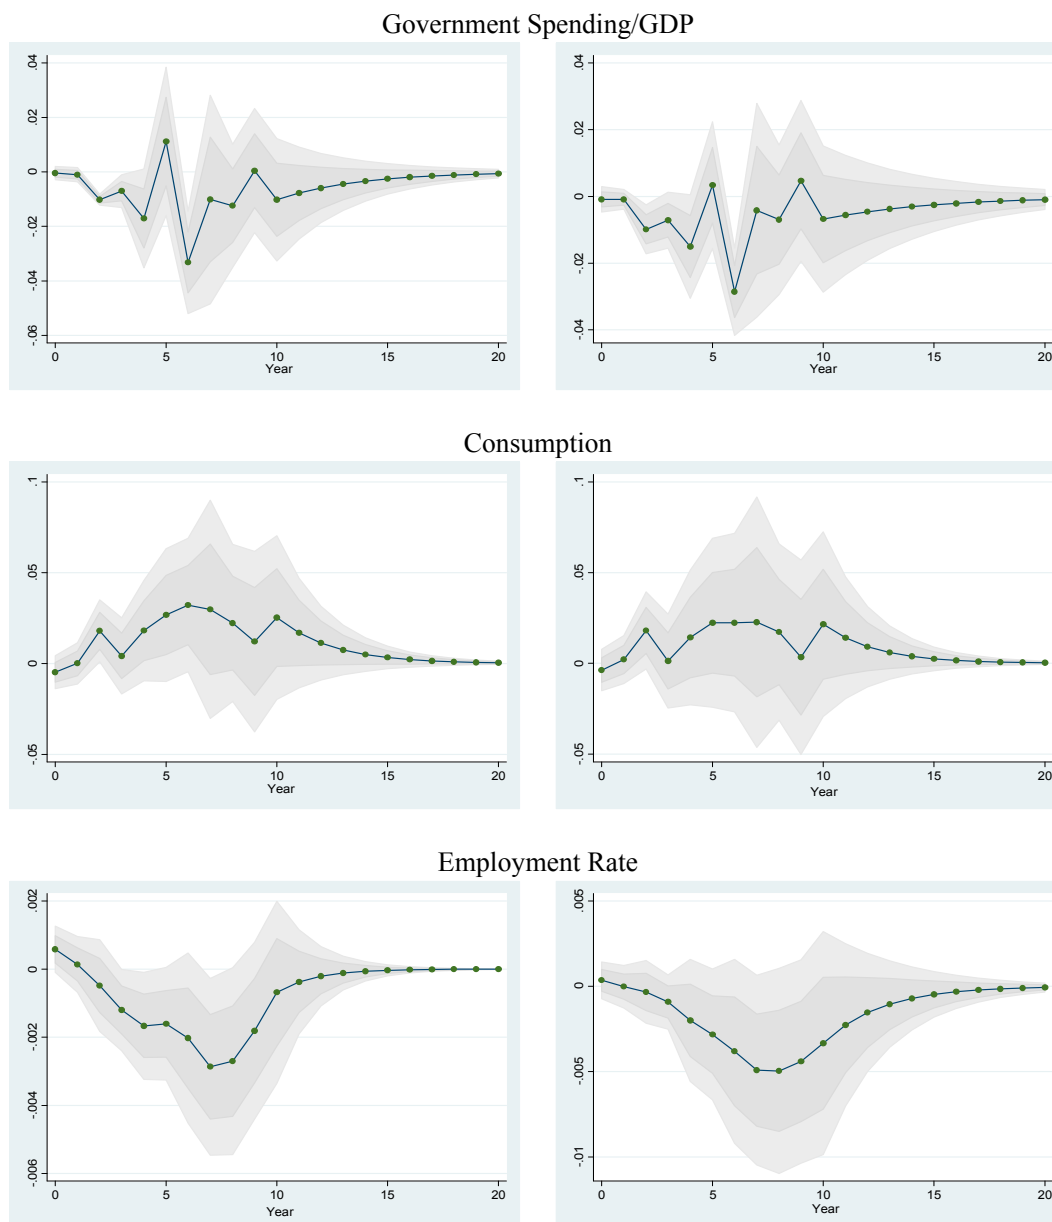 Government Spending/GDP
.04
.02
0
-.02
-.04
-.06
0 5 10 15 20
Year
.04
.02
0
-.02
-.04
0 5 10 15 20
Year
Consumption
.1
.05
0
-.05
0 5 10 15 20
Year
.1
.05
0
-.05
0 5 10 15 20
Year
Employment Rate
.002
0
-.002
-.004
-.006
0 5 10 15 20
Year
.005
0
-.005
-.01
0 5 10 15 20
Year